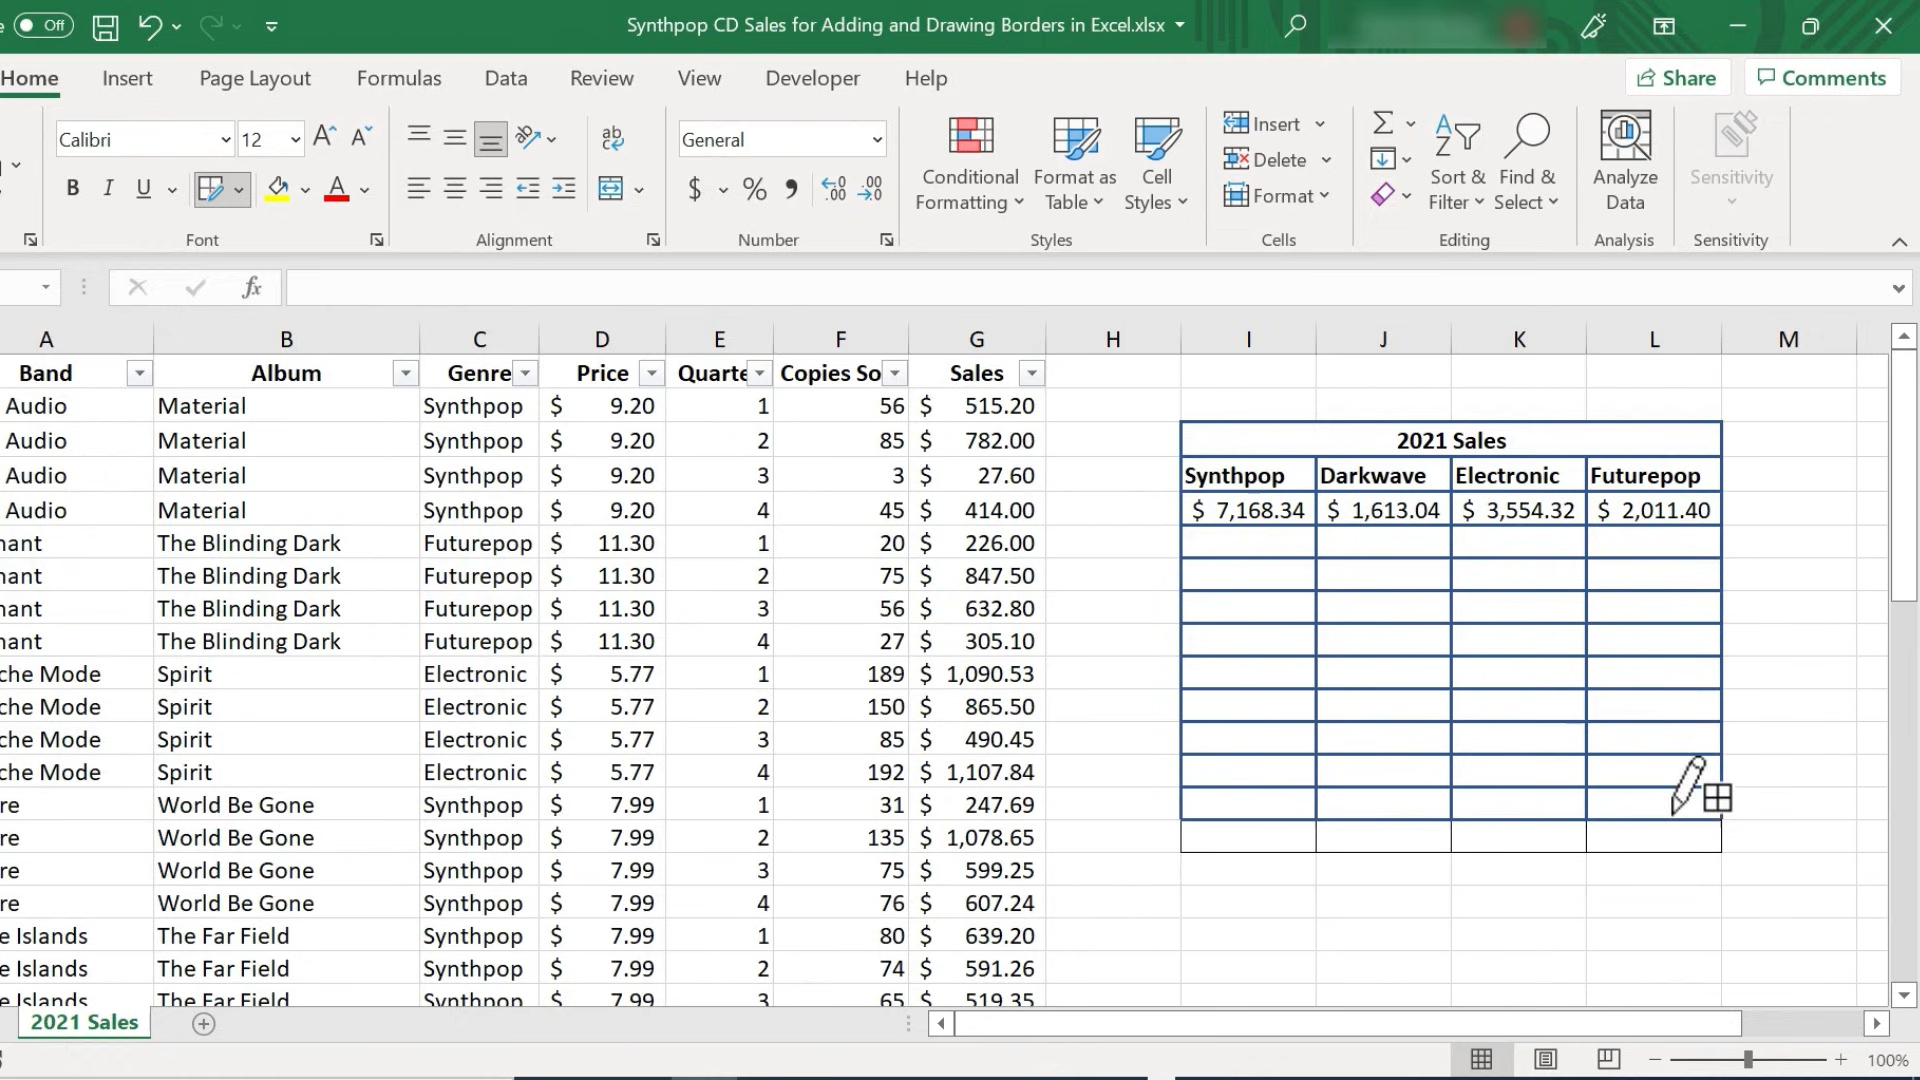 Off
Synthpop CD Sales for Adding and Drawing Borders in Excel.xlsx
Home Insert Page Layout Formulas Data Review View Developer Help
Share Comments
Calibri 12 General
Conditional Formatting
Format as Table
Cell Styles
Insert
Delete
Format
Sort & Filter
Find & Select
Analyze Data
Sensitivity
Font Alignment Number Styles Cells Editing Analysis Sensitivity
fx
A B C D E F G H I J K L M
Band Album Genre Price Quarte Copies So Sales
Audio Material Synthpop $ 9.20 1 56 $ 515.20
Audio Material Synthpop $ 9.20 2 85 $ 782.00 2021 Sales
Audio Material Synthpop $ 9.20 3 3 $ 27.60 Synthpop Darkwave Electronic Futurepop
Audio Material Synthpop $ 9.20 4 45 $ 414.00 $ 7,168.34 $ 1,613.04 $ 3,554.32 $ 2,011.40
nant The Blinding Dark Futurepop $ 11.30 1 20 $ 226.00
nant The Blinding Dark Futurepop $ 11.30 2 75 $ 847.50
nant The Blinding Dark Futurepop $ 11.30 3 56 $ 632.80
nant The Blinding Dark Futurepop $ 11.30 4 27 $ 305.10
che Mode Spirit Electronic $ 5.77 1 189 $ 1,090.53
che Mode Spirit Electronic $ 5.77 2 150 $ 865.50
che Mode Spirit Electronic $ 5.77 3 85 $ 490.45
che Mode Spirit Electronic $ 5.77 4 192 $ 1,107.84
re World Be Gone Synthpop $ 7.99 1 31 $ 247.69
re World Be Gone Synthpop $ 7.99 2 135 $ 1,078.65
re World Be Gone Synthpop $ 7.99 3 75 $ 599.25
re World Be Gone Synthpop $ 7.99 4 76 $ 607.24
e Islands The Far Field Synthpop $ 7.99 1 80 $ 639.20
e Islands The Far Field Synthpop $ 7.99 2 74 $ 591.26
e Islands The Far Field Synthpop $ 7.99 3 65 $ 519.35
2021 Sales
100%